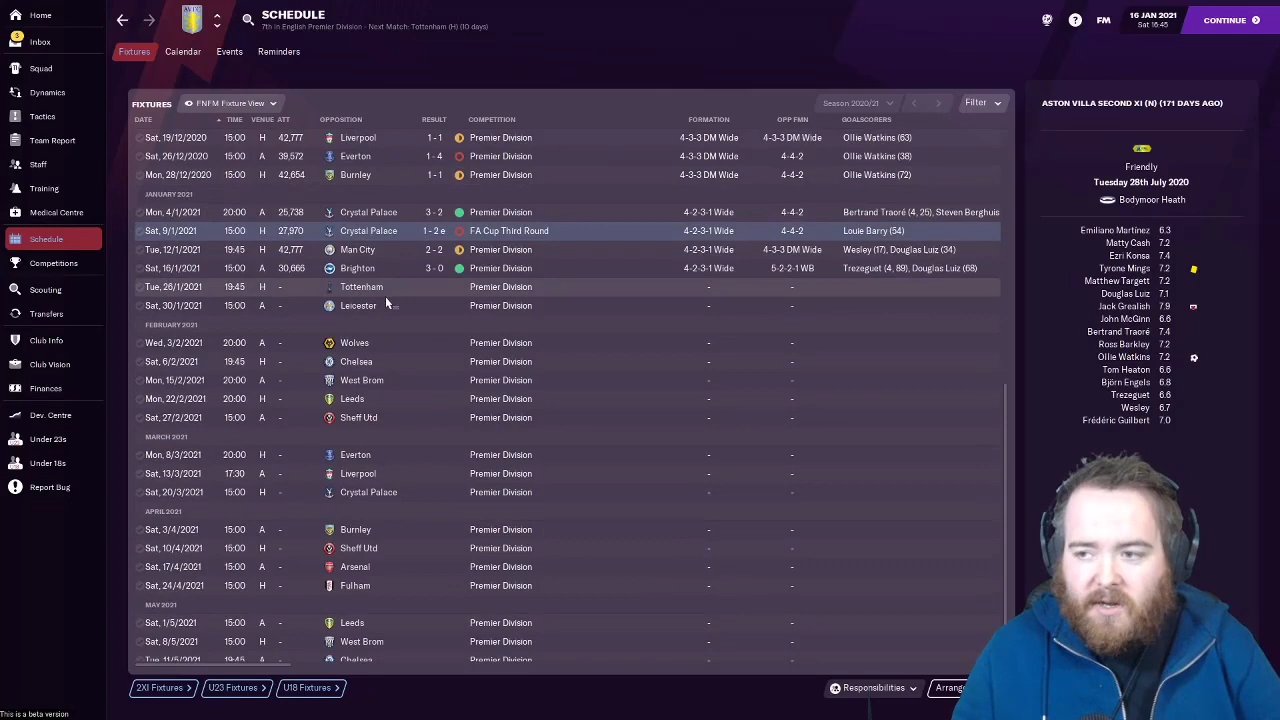 Home
SCHEDULE
7th in English Premier Division - Next Match: Tottenham (H) (10 days)
FM
16 JAN 2021
Sat 16:45
CONTINUE
3
Inbox
Squad
Dynamics
Tactics
Team Report
Staff
Training
Medical Centre
Schedule
Competitions
Scouting
Transfers
Club Info
Club Vision
Finances
Dev. Centre
Under 23s
Under 18s
Report Bug
This is a beta version
Fixtures Calendar Events Reminders
FIXTURES FNFM Fixture View Season 2020/21 Filter
DATE TIME VENUE ATT OPPOSITION RESULT COMPETITION FORMATION OPP FMN GOALSCORERS
Sat, 19/12/2020 15:00 H 42,777 Liverpool 1 - 1 Premier Division 4-3-3 DM Wide 4-3-3 DM Wide Ollie Watkins (63)
Sat, 26/12/2020 15:00 A 39,572 Everton 1 - 4 Premier Division 4-3-3 DM Wide 4-4-2 Ollie Watkins (38)
Mon, 28/12/2020 15:00 H 42,654 Burnley 1 - 1 Premier Division 4-3-3 DM Wide 4-4-2 Ollie Watkins (72)
JANUARY 2021
Mon, 4/1/2021 20:00 A 25,738 Crystal Palace 3 - 2 Premier Division 4-2-3-1 Wide 4-4-2 Bertrand Traoré (4, 25), Steven Berghuis
Sat, 9/1/2021 15:00 A 27,970 Crystal Palace 1 - 2 e FA Cup Third Round 4-2-3-1 Wide 4-4-2 Louie Barry (54)
Tue, 12/1/2021 19:45 H 42,777 Man City 2 - 2 Premier Division 4-2-3-1 Wide 4-3-3 DM Wide Wesley (17), Douglas Luiz (34)
Sat, 16/1/2021 15:00 A 30,666 Brighton 3 - 0 Premier Division 4-2-3-1 Wide 5-2-2-1 WB Trezeguet (4, 89), Douglas Luiz (68)
Tue, 26/1/2021 19:45 H - Tottenham Premier Division - -
Sat, 30/1/2021 15:00 A - Leicester Premier Division - -
FEBRUARY 2021
Wed, 3/2/2021 20:00 A - Wolves Premier Division - -
Sat, 6/2/2021 19:45 H - Chelsea Premier Division - -
Mon, 15/2/2021 20:00 A - West Brom Premier Division - -
Mon, 22/2/2021 20:00 H - Leeds Premier Division - -
Sat, 27/2/2021 15:00 A - Sheff Utd Premier Division - -
MARCH 2021
Mon, 8/3/2021 20:00 H - Everton Premier Division - -
Sat, 13/3/2021 17:30 A - Liverpool Premier Division - -
Sat, 20/3/2021 15:00 H - Crystal Palace Premier Division - -
APRIL 2021
Sat, 3/4/2021 15:00 A - Burnley Premier Division - -
Sat, 10/4/2021 15:00 H - Sheff Utd Premier Division - -
Sat, 17/4/2021 15:00 A - Arsenal Premier Division - -
Sat, 24/4/2021 15:00 H - Fulham Premier Division - -
MAY 2021
Sat, 1/5/2021 15:00 A - Leeds Premier Division - -
Sat, 8/5/2021 15:00 H - West Brom Premier Division - -
Tue, 11/5/2021 19:45 A - Chelsea Premier Division - -
2XI Fixtures U23 Fixtures U18 Fixtures Responsibilities Arrang
ASTON VILLA SECOND XI (N) (171 DAYS AGO)
Friendly
Tuesday 28th July 2020
Bodymoor Heath
Emiliano Martínez 6.3
Matty Cash 7.2
Ezri Konsa 7.4
Tyrone Mings 7.2
Matthew Targett 7.2
Douglas Luiz 7.1
Jack Grealish 7.9
John McGinn 6.6
Bertrand Traoré 7.4
Ross Barkley 7.2
Ollie Watkins 7.2
Tom Heaton 6.6
Björn Engels 6.8
Trezeguet 6.6
Wesley 6.7
Frédéric Guilbert 7.0